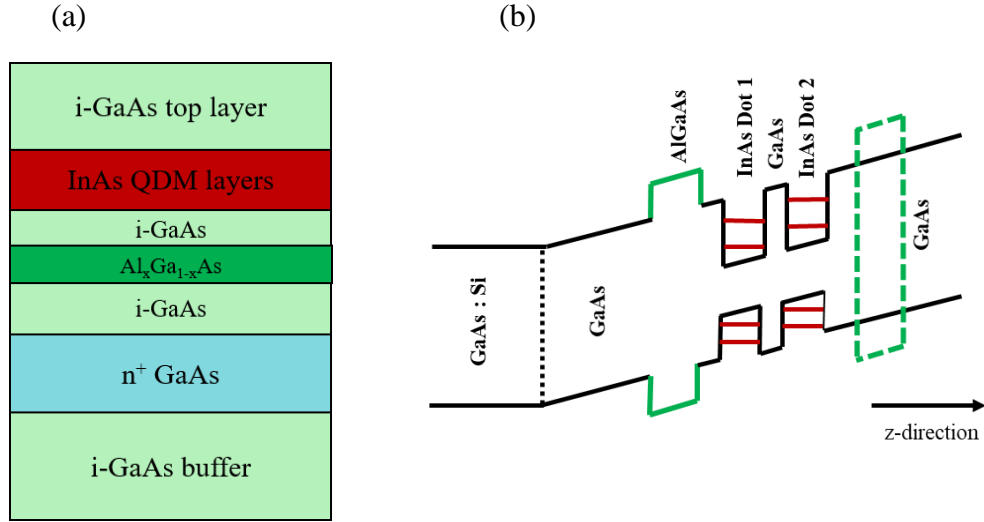 (a)
i-GaAs top layer
InAs QDM layers
i-GaAs
AlₓGa₁₋ₓAs
i-GaAs
n⁺ GaAs
i-GaAs buffer
(b)
GaAs : Si
GaAs
AlGaAs
InAs Dot 1
GaAs
InAs Dot 2
GaAs
z-direction